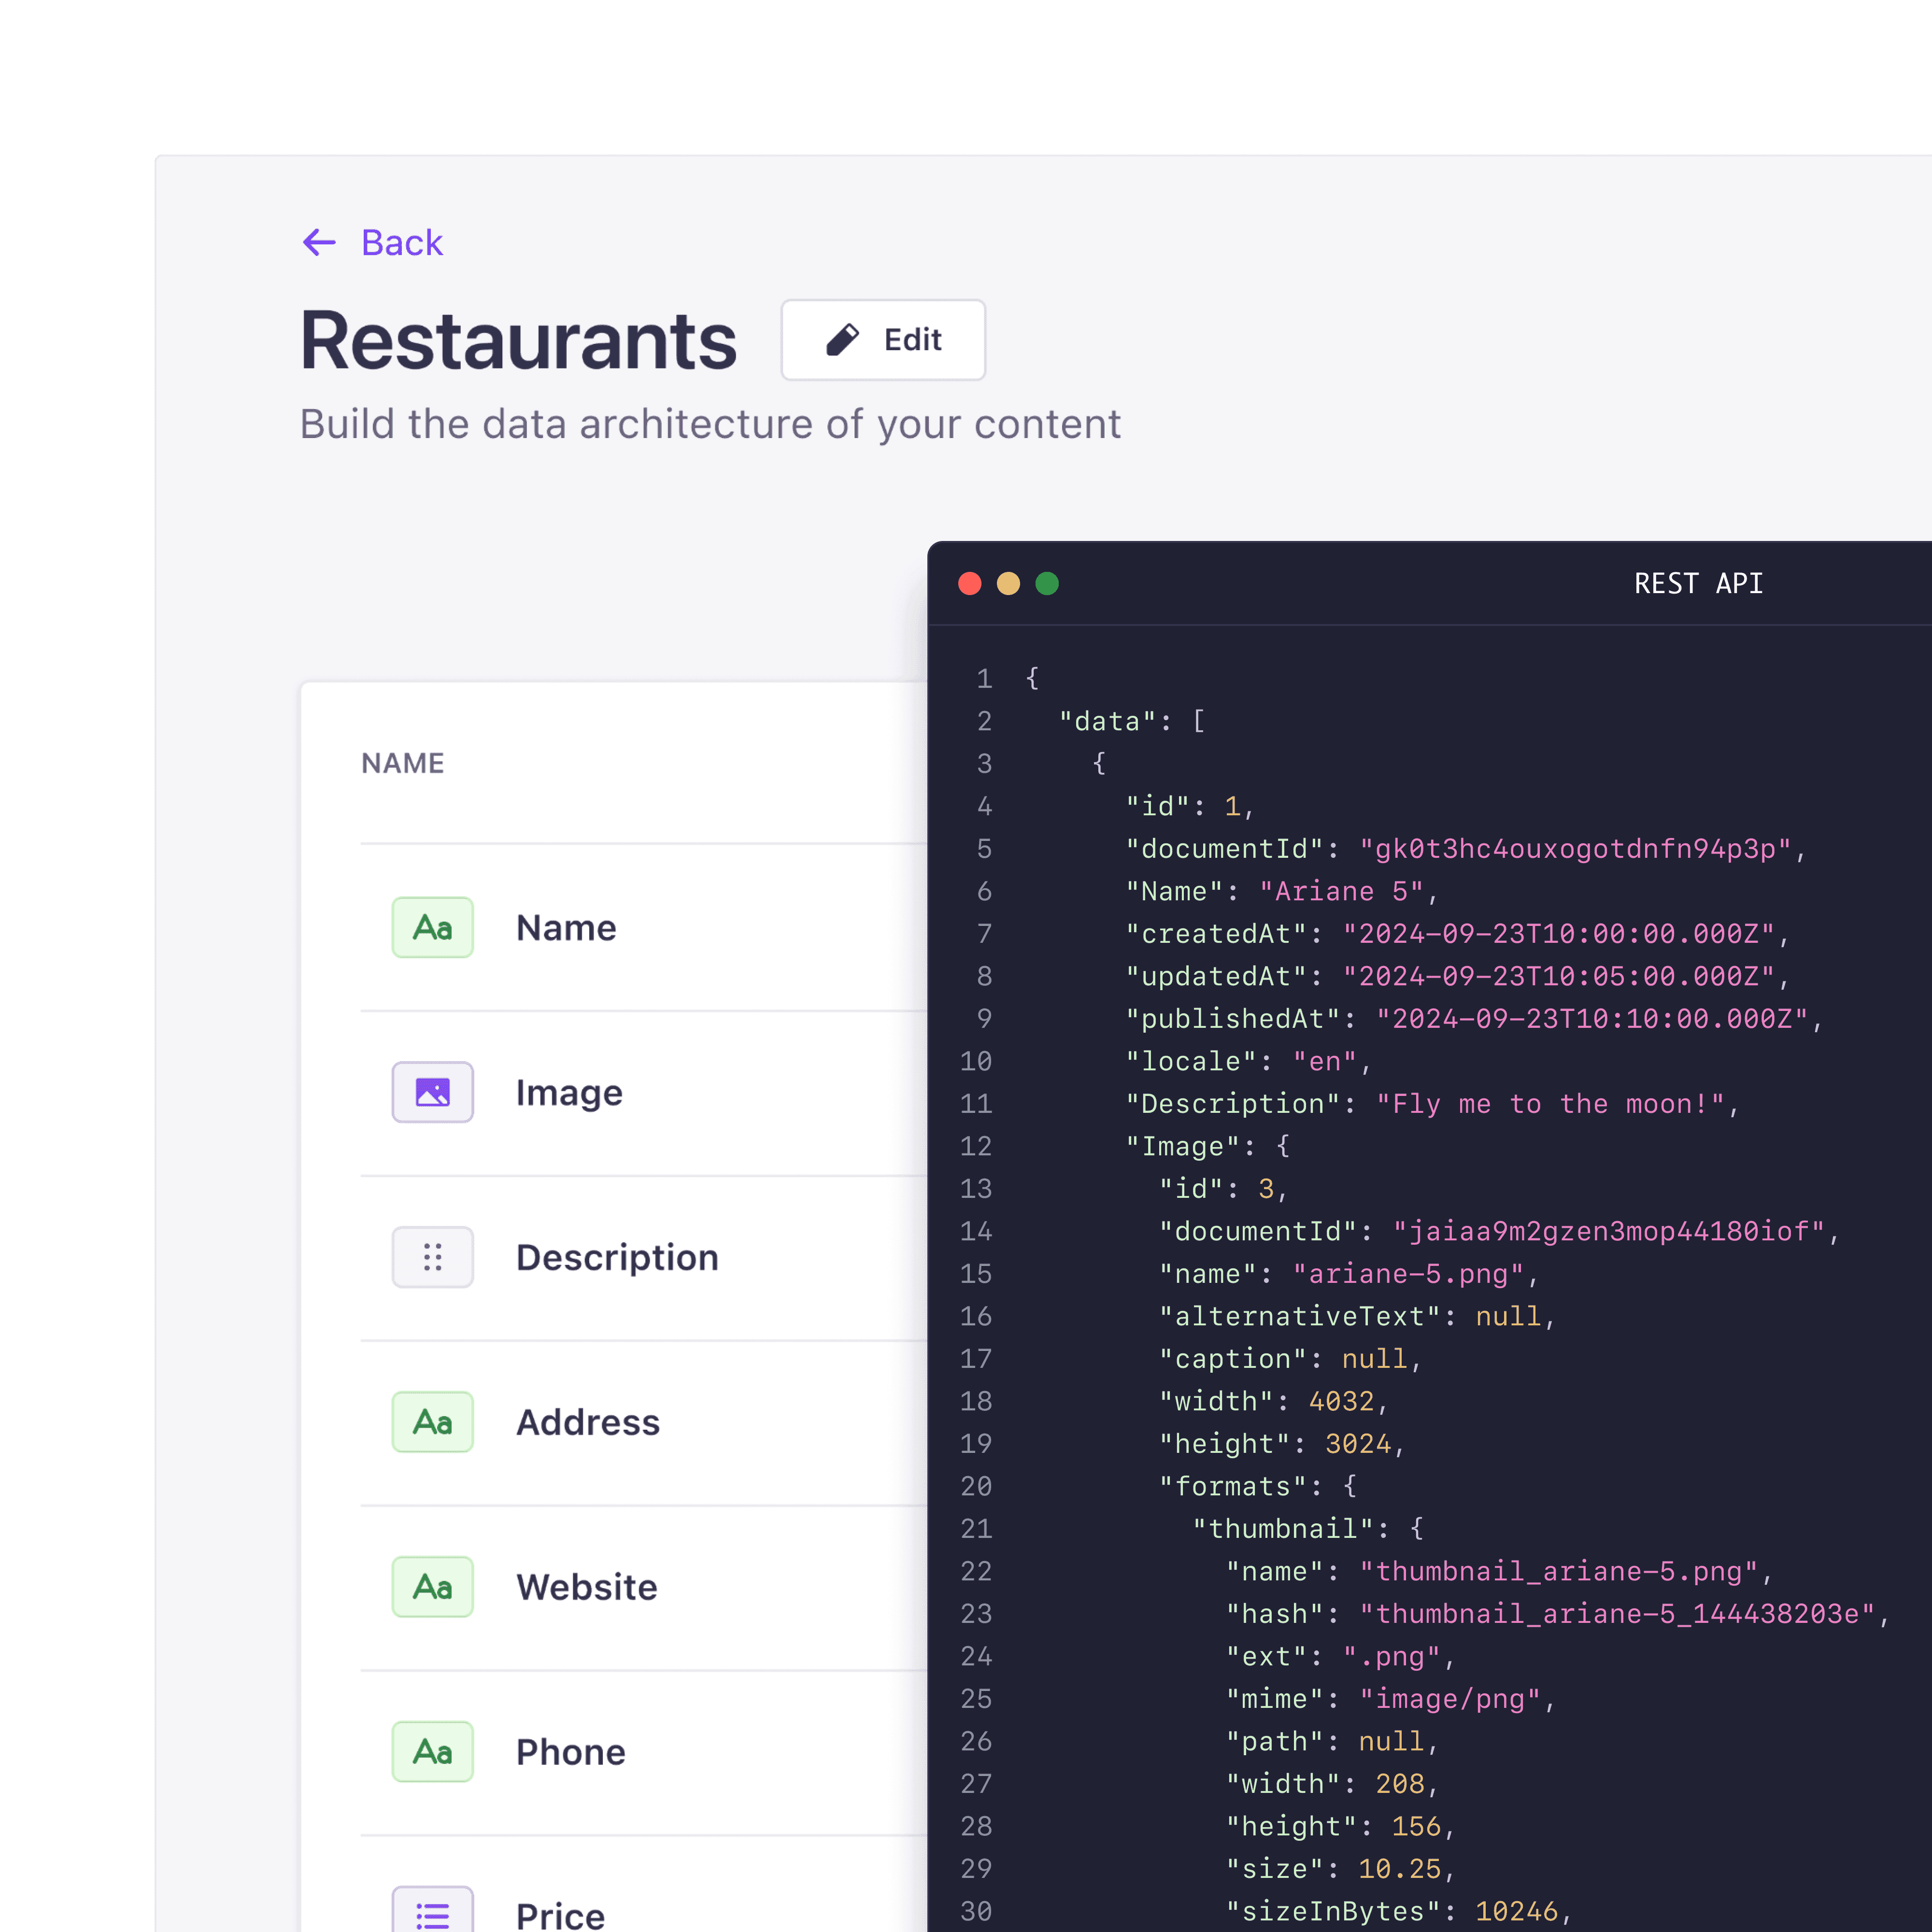 Back
Restaurants
Edit
Build the data architecture of your content
NAME
Aa Name
Image
Description
Aa Address
Aa Website
Aa Phone
Price
REST API
1 {
2 "data": [
3 {
4 "id": 1,
5 "documentId": "gk0t3hc4ouxogotdnfn94p3p",
6 "Name": "Ariane 5",
7 "createdAt": "2024-09-23T10:00:00.000Z",
8 "updatedAt": "2024-09-23T10:05:00.000Z",
9 "publishedAt": "2024-09-23T10:10:00.000Z",
10 "locale": "en",
11 "Description": "Fly me to the moon!",
12 "Image": {
13 "id": 3,
14 "documentId": "jaiaa9m2gzen3mop44180iof",
15 "name": "ariane-5.png",
16 "alternativeText": null,
17 "caption": null,
18 "width": 4032,
19 "height": 3024,
20 "formats": {
21 "thumbnail": {
22 "name": "thumbnail_ariane-5.png",
23 "hash": "thumbnail_ariane-5_144438203e",
24 "ext": ".png",
25 "mime": "image/png",
26 "path": null,
27 "width": 208,
28 "height": 156,
29 "size": 10.25,
30 "sizeInBytes": 10246,